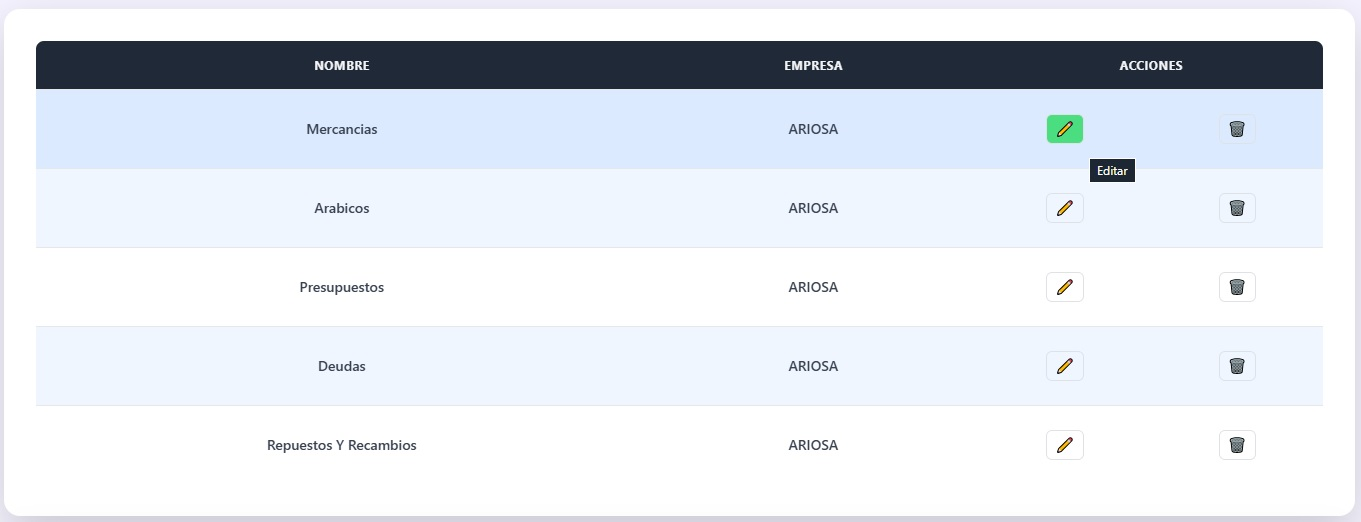 NOMBRE EMPRESA ACCIONES
Mercancias ARIOSA
Editar
Arabicos ARIOSA
Presupuestos ARIOSA
Deudas ARIOSA
Repuestos Y Recambios ARIOSA